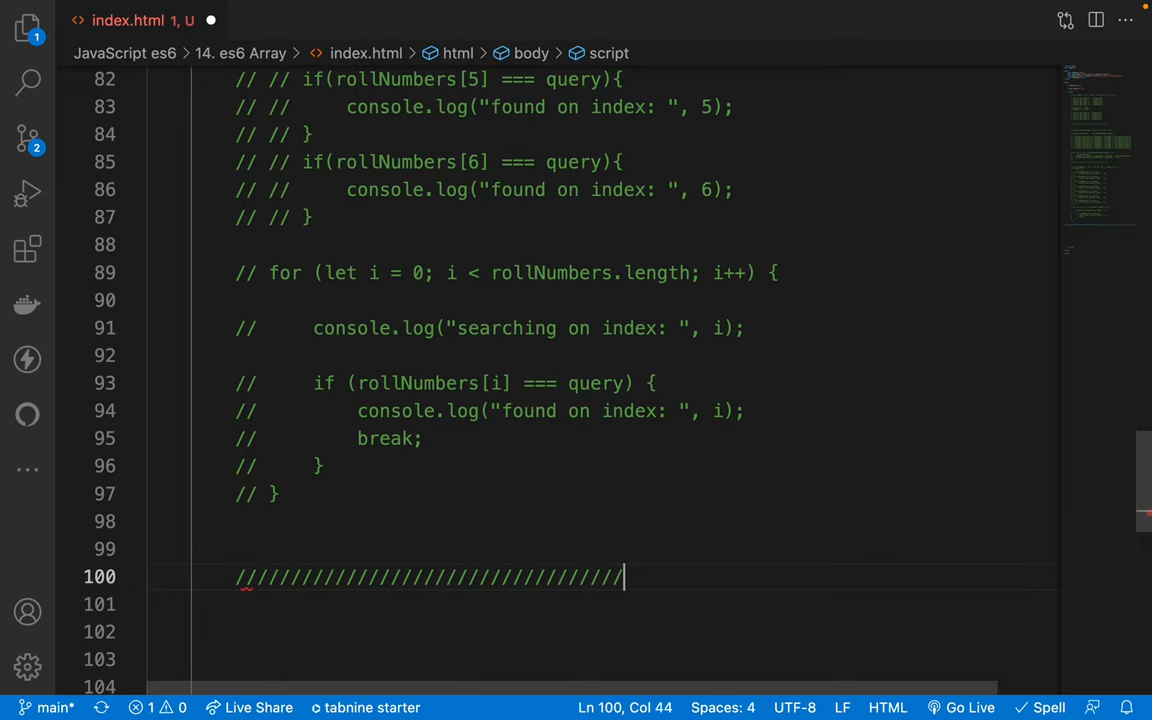 index.html 1, U
JavaScript es6 > 14. es6 Array > index.html > html > body > script
1
2
82 // // if(rollNumbers[5] === query){
83 // //     console.log("found on index: ", 5);
84 // // }
85 // // if(rollNumbers[6] === query){
86 // //     console.log("found on index: ", 6);
87 // // }
88
89 // for (let i = 0; i < rollNumbers.length; i++) {
90
91 //     console.log("searching on index: ", i);
92
93 //     if (rollNumbers[i] === query) {
94 //         console.log("found on index: ", i);
95 //         break;
96 //     }
97 // }
98
99
100 ///////////////////////////////////
101
102
103
104
main* 1 0 Live Share tabnine starter Ln 100, Col 44 Spaces: 4 UTF-8 LF HTML Go Live Spell